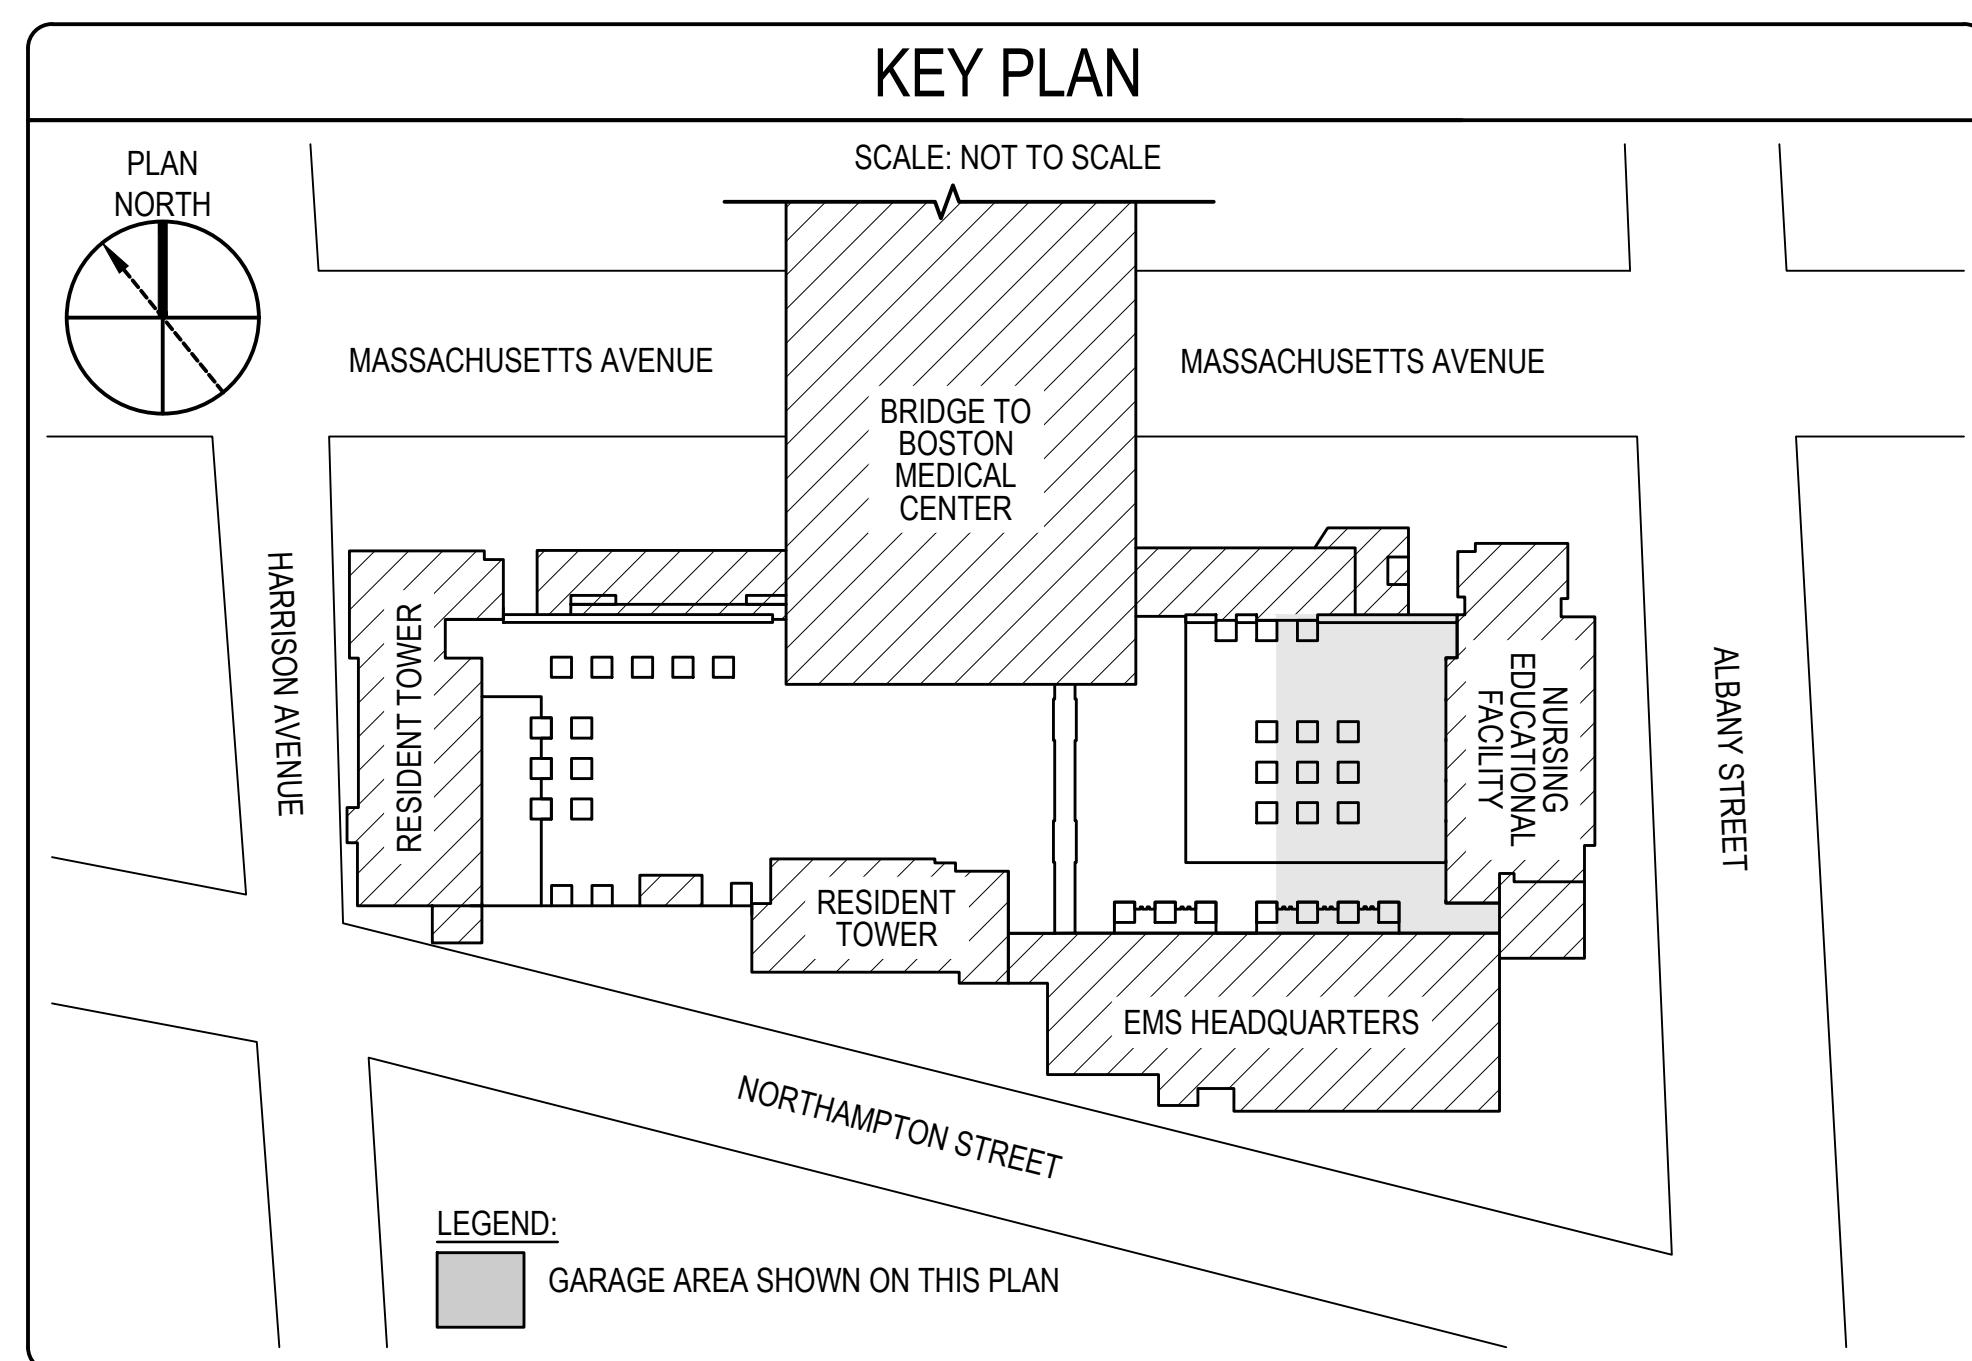 KEY PLAN
SCALE: NOT TO SCALE
PLAN
NORTH
MASSACHUSETTS AVENUE
MASSACHUSETTS AVENUE
BRIDGE TO
BOSTON
MEDICAL
CENTER
HARRISON AVENUE
RESIDENT TOWER
NURSING
EDUCATIONAL
FACILITY
ALBANY STREET
RESIDENT
TOWER
EMS HEADQUARTERS
NORTHAMPTON STREET
LEGEND:
GARAGE AREA SHOWN ON THIS PLAN